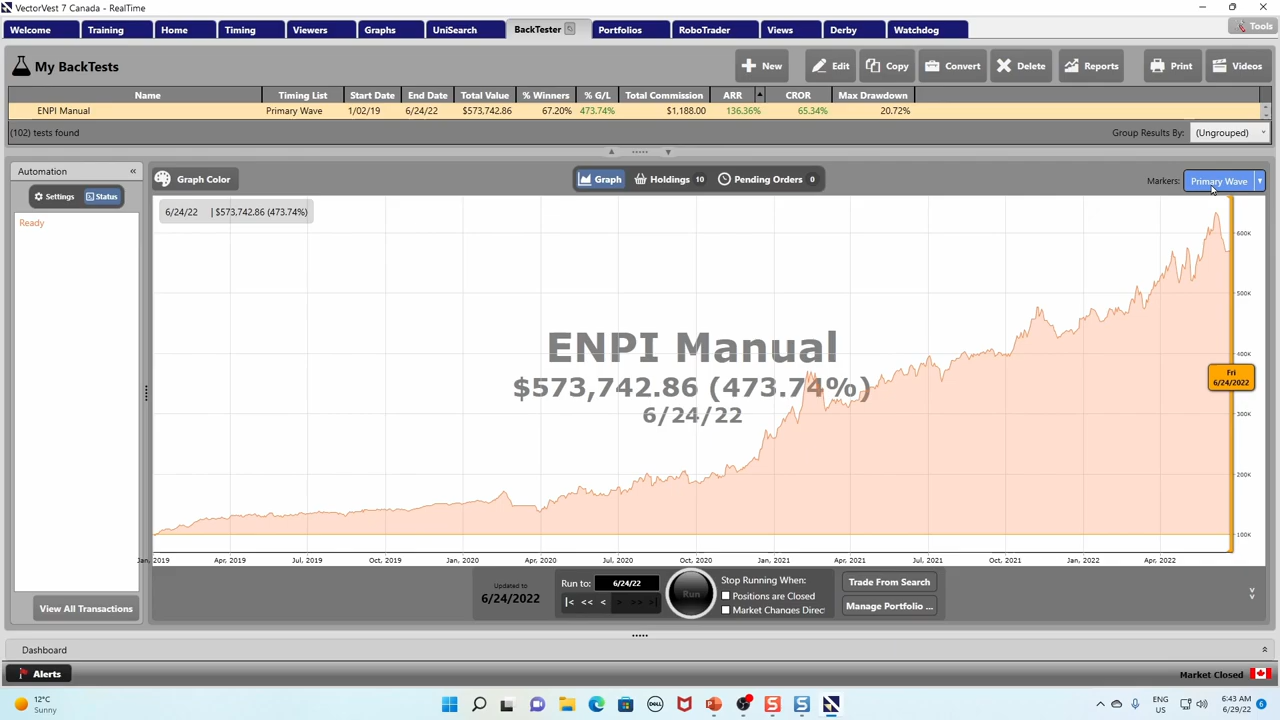 VectorVest 7 Canada - RealTime
Welcome Training Home Timing Viewers Graphs UniSearch BackTester Portfolios RoboTrader Views Derby Watchdog Tools
My BackTests New Edit Copy Convert Delete Reports Print Videos
Name Timing List Start Date End Date Total Value % Winners % G/L Total Commission ARR CROR Max Drawdown
ENPI Manual Primary Wave 1/02/19 6/24/22 $573,742.86 67.20% 473.74% $1,188.00 136.36% 65.34% 20.72%
(102) tests found Group Results By: (Ungrouped)
Automation «
Graph Color Graph Holdings 10 Pending Orders 0 Markers: Primary Wave
Settings Status
6/24/22 | $573,742.86 (473.74%)
Ready
600K
500K
ENPI Manual
400K
$573,742.86 (473.74%)
Fri
6/24/2022
6/24/22
300K
200K
100K
Jan, 2019 Apr, 2019 Jul, 2019 Oct, 2019 Jan, 2020 Apr, 2020 Jul, 2020 Oct, 2020 Jan, 2021 Apr, 2021 Jul, 2021 Oct, 2021 Jan, 2022 Apr, 2022
Updated to
6/24/2022
Run to: 6/24/22
|< << < > >> >|
Run
Stop Running When:
Positions are Closed
Market Changes Direc
Trade From Search
Manage Portfolio ...
View All Transactions
Dashboard
Alerts Market Closed
12°C
Sunny
DELL
ENG
US
6:43 AM
6/29/22
6